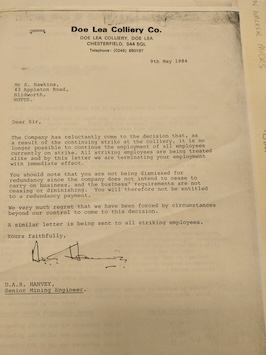 Doe Lea Colliery Co.
DOE LEA COLLIERY, DOE LEA
CHESTERFIELD, S44 5QL
Telephone: (0246) 850197
9th May 1984
Mr S. Hawkins,
43 Appleton Road,
Blidworth,
NOTTS.
Dear Sir,
The Company has reluctantly come to the decision that, as
a result of the continuing strike at the colliery, it is no
longer possible to continue the employment of all employees
currently on strike. All striking employees are being treated
alike and by this letter we are terminating your employment
with immediate effect.
You should note that you are not being dismissed for
redundancy since the company does not intend to cease to
carry on business, and the business' requirements are not
ceasing or diminishing. You will therefore not be entitled
to a redundancy payment.
We very much regret that we have been forced by circumstances
beyond our control to come to this decision.
A similar letter is being sent to all striking employees.
Yours faithfully,
D.A.R. HARVEY,
Senior Mining Engineer.